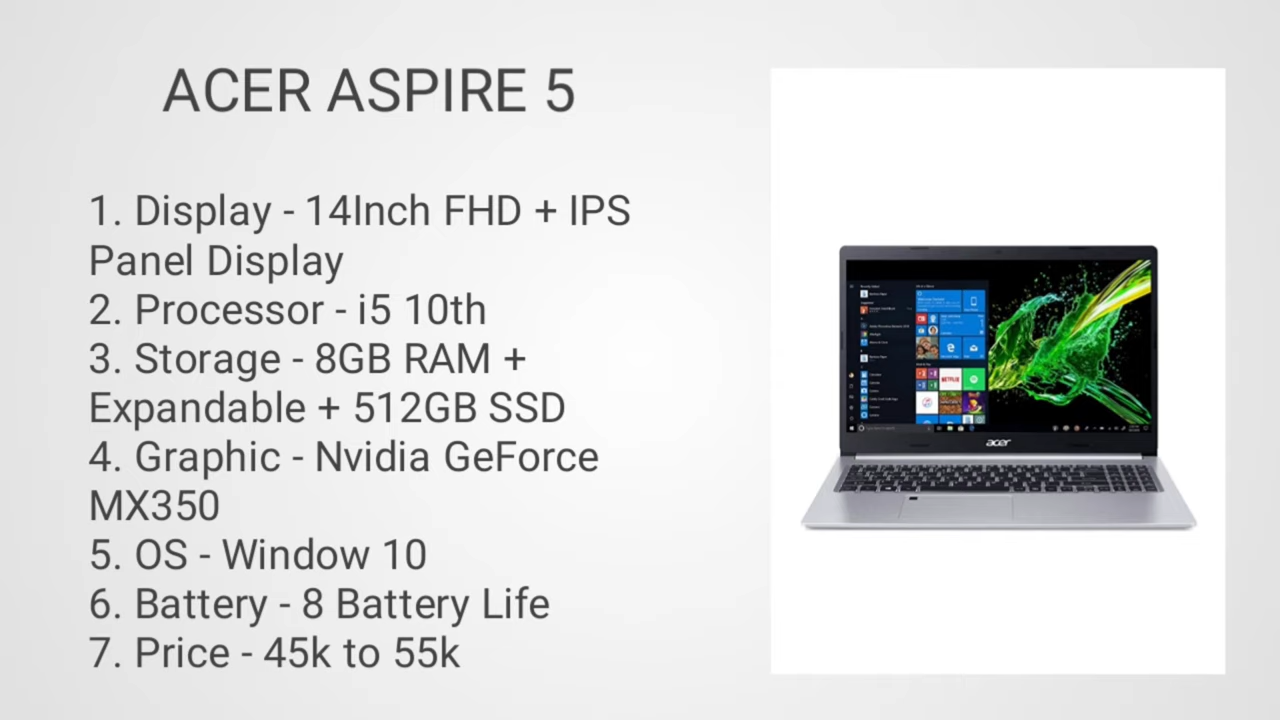 ACER ASPIRE 5
1. Display - 14Inch FHD + IPS
Panel Display
2. Processor - i5 10th
3. Storage - 8GB RAM +
Expandable + 512GB SSD
4. Graphic - Nvidia GeForce
MX350
5. OS - Window 10
6. Battery - 8 Battery Life
7. Price - 45k to 55k
NETFLIX
acer